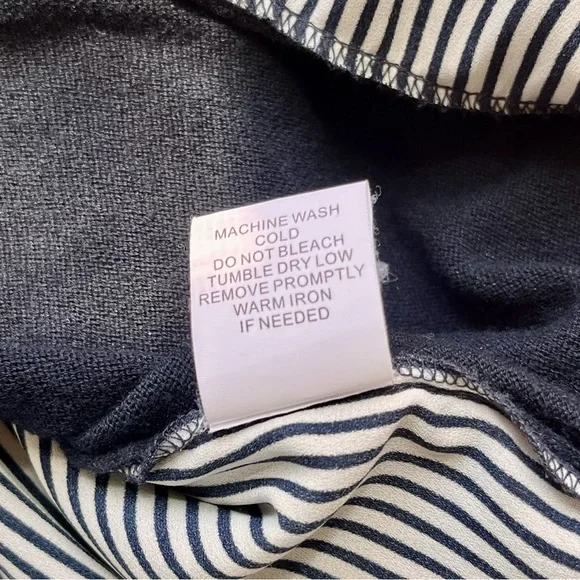 MACHINE WASH
COLD
DO NOT BLEACH
TUMBLE DRY LOW
REMOVE PROMPTLY
WARM IRON
IF NEEDED